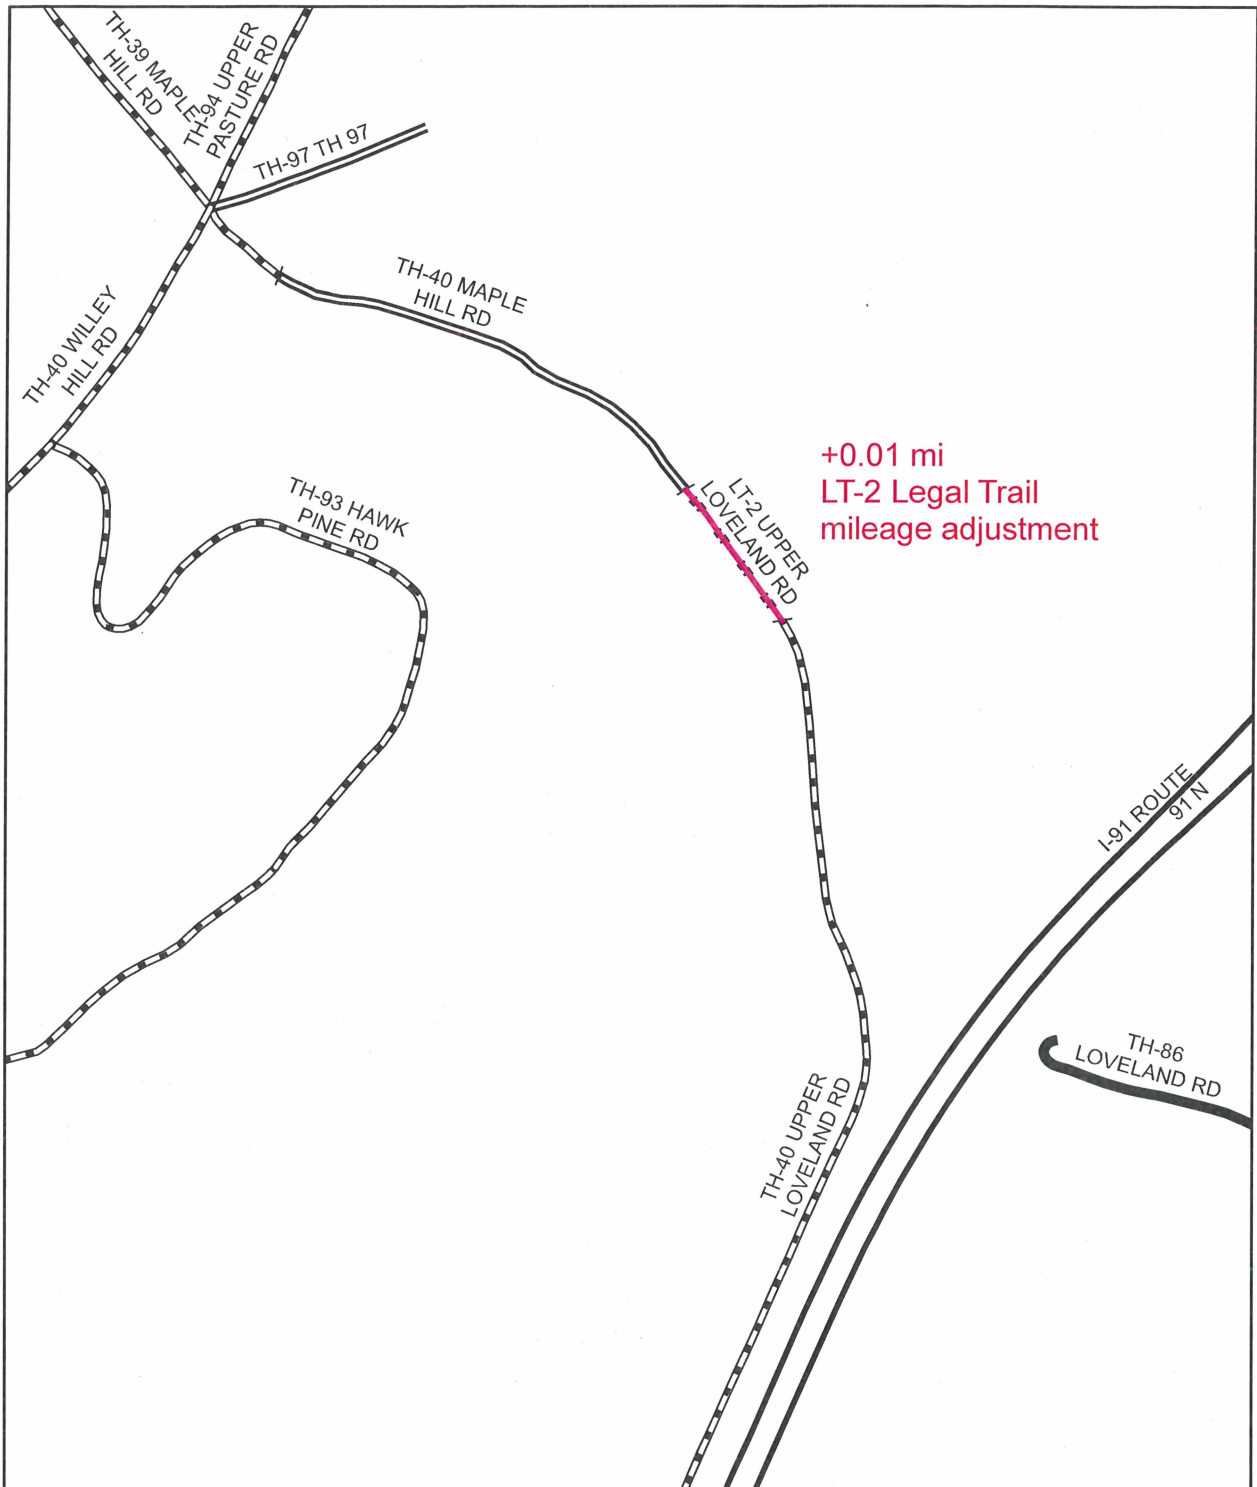 TH-39 MAPLE
HILL RD
TH-94 UPPER
PASTURE RD
TH-97 TH 97
TH-40 MAPLE
HILL RD
TH-40 WILLEY
HILL RD
TH-93 HAWK
PINE RD
+0.01 mi
LT-2 Legal Trail
mileage adjustment
LT-2 UPPER
LOVELAND RD
I-91 ROUTE
91 N
TH-86
LOVELAND RD
TH-40 UPPER
LOVELAND RD